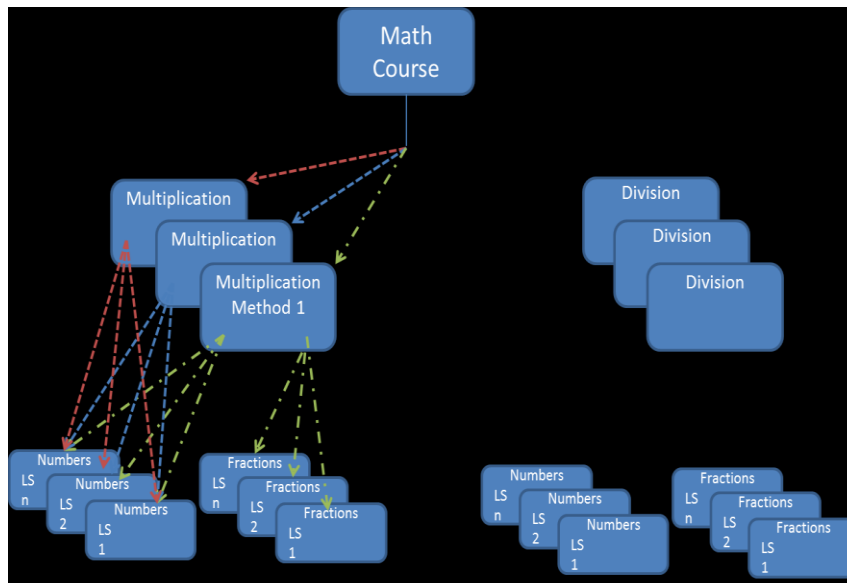 Math
Course
Multiplication
Multiplication
Multiplication
Method 1
Division
Division
Division
Numbers
LS
n
Numbers
LS
2
Numbers
LS
1
Fractions
LS
n
Fractions
LS
2
Fractions
LS
1
Numbers
LS
n
Numbers
LS
2
Numbers
LS
1
Fractions
LS
n
Fractions
LS
2
Fractions
LS
1